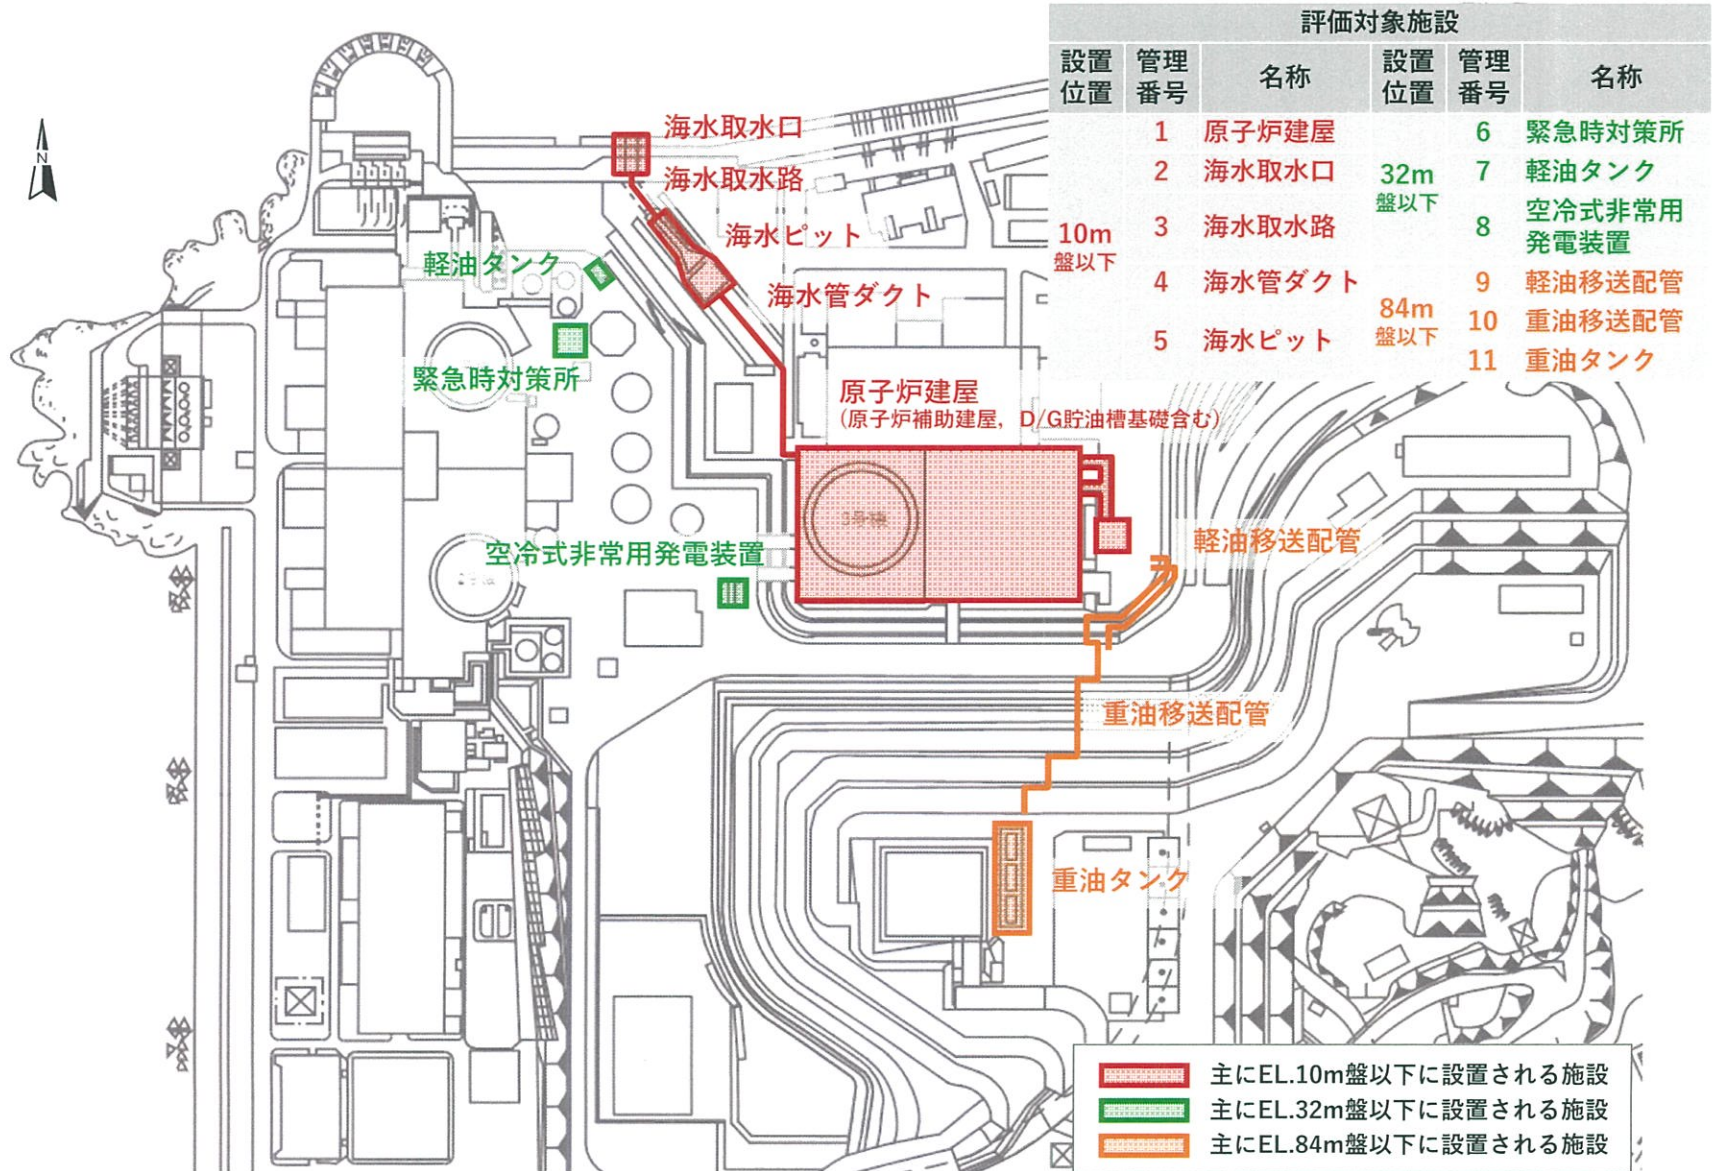 評価対象施設
設置位置 管理番号 名称 設置位置 管理番号 名称
10m盤以下
1 原子炉建屋
2 海水取水口
3 海水取水路
4 海水管ダクト
5 海水ピット
32m盤以下
6 緊急時対策所
7 軽油タンク
8 空冷式非常用発電装置
84m盤以下
9 軽油移送配管
10 重油移送配管
11 重油タンク
N
海水取水口
海水取水路
海水ピット
軽油タンク
海水管ダクト
緊急時対策所
原子炉建屋
(原子炉補助建屋，D/G貯油槽基礎含む)
3号機
軽油移送配管
空冷式非常用発電装置
重油移送配管
重油タンク
主にEL.10m盤以下に設置される施設
主にEL.32m盤以下に設置される施設
主にEL.84m盤以下に設置される施設